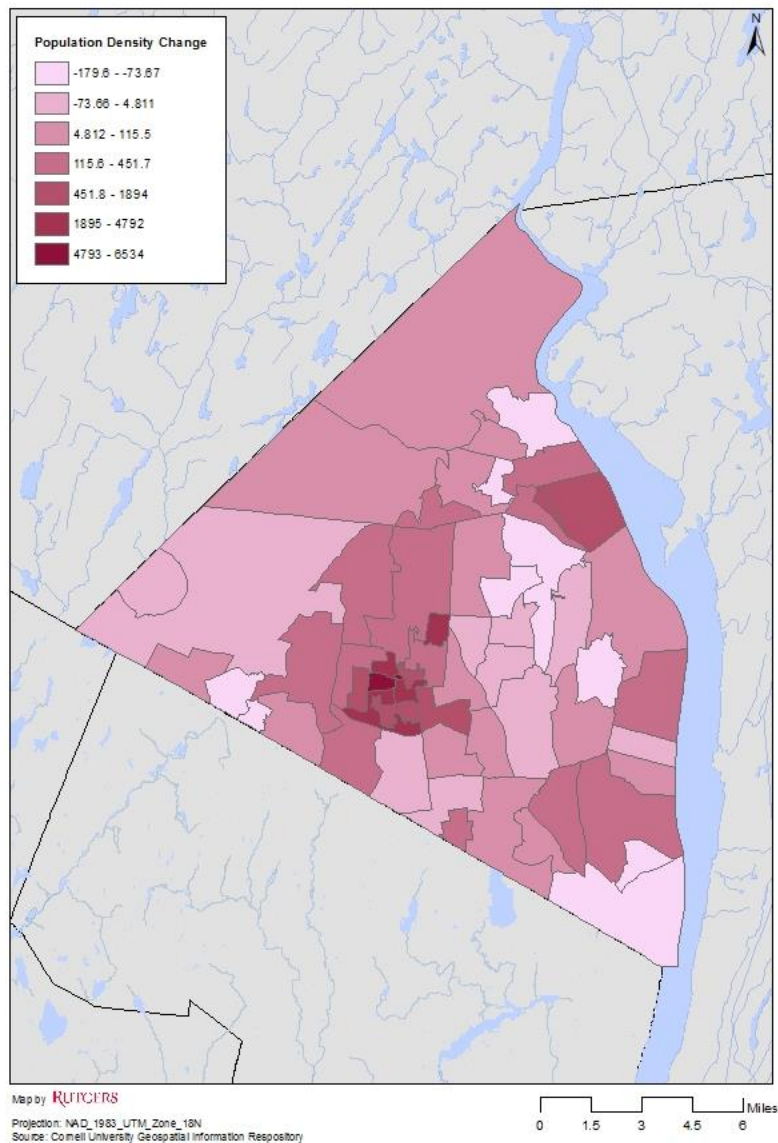 Population Density Change
-179.6 - -73.67
-73.66 - 4.811
4.812 - 115.5
115.6 - 451.7
451.8 - 1894
1895 - 4792
4793 - 6534
N
Map by RUTGERS
Projection: NAD_1983_UTM_Zone_18N
Source: Cornell University Geospatial Information Respository
Miles
0 1.5 3 4.5 6